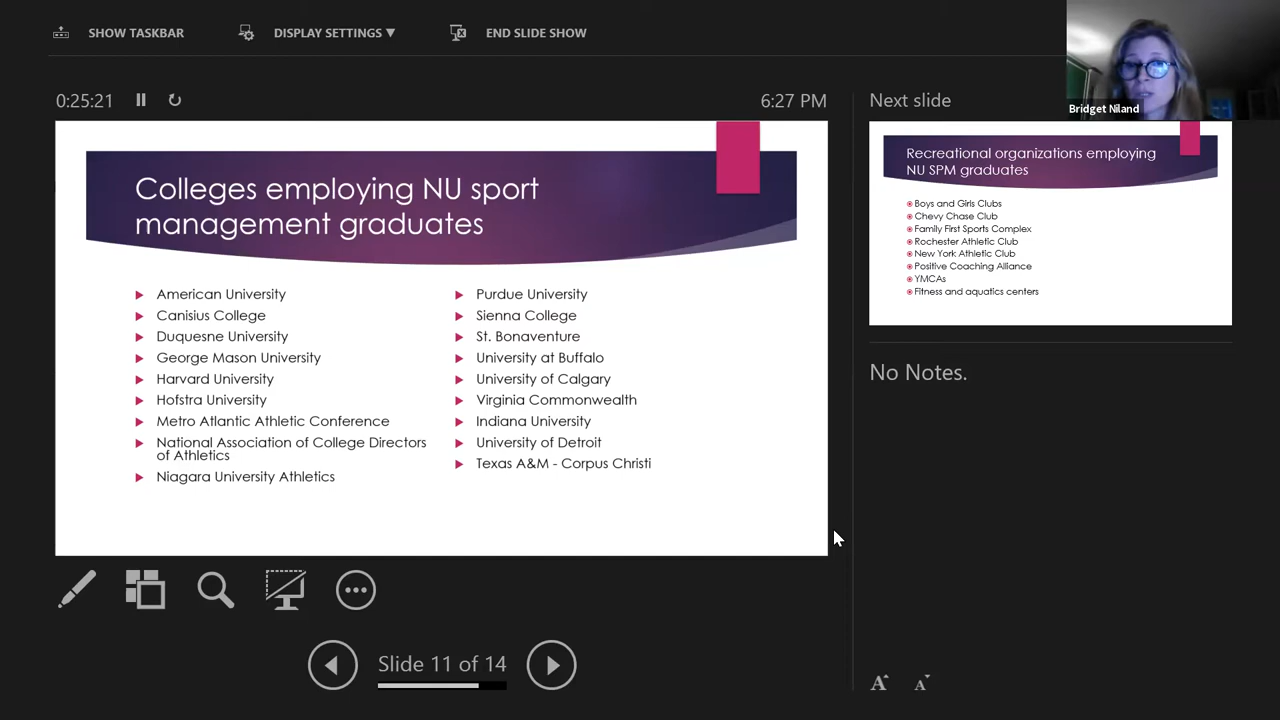 SHOW TASKBAR
DISPLAY SETTINGS ▼
END SLIDE SHOW
Bridget Niland
0:25:21
6:27 PM
Next slide
Colleges employing NU sport
management graduates
American University
Canisius College
Duquesne University
George Mason University
Harvard University
Hofstra University
Metro Atlantic Athletic Conference
National Association of College Directors
of Athletics
Niagara University Athletics
Purdue University
Sienna College
St. Bonaventure
University at Buffalo
University of Calgary
Virginia Commonwealth
Indiana University
University of Detroit
Texas A&M - Corpus Christi
Recreational organizations employing
NU SPM graduates
Boys and Girls Clubs
Chevy Chase Club
Family First Sports Complex
Rochester Athletic Club
New York Athletic Club
Positive Coaching Alliance
YMCAs
Fitness and aquatics centers
No Notes.
Slide 11 of 14
A A